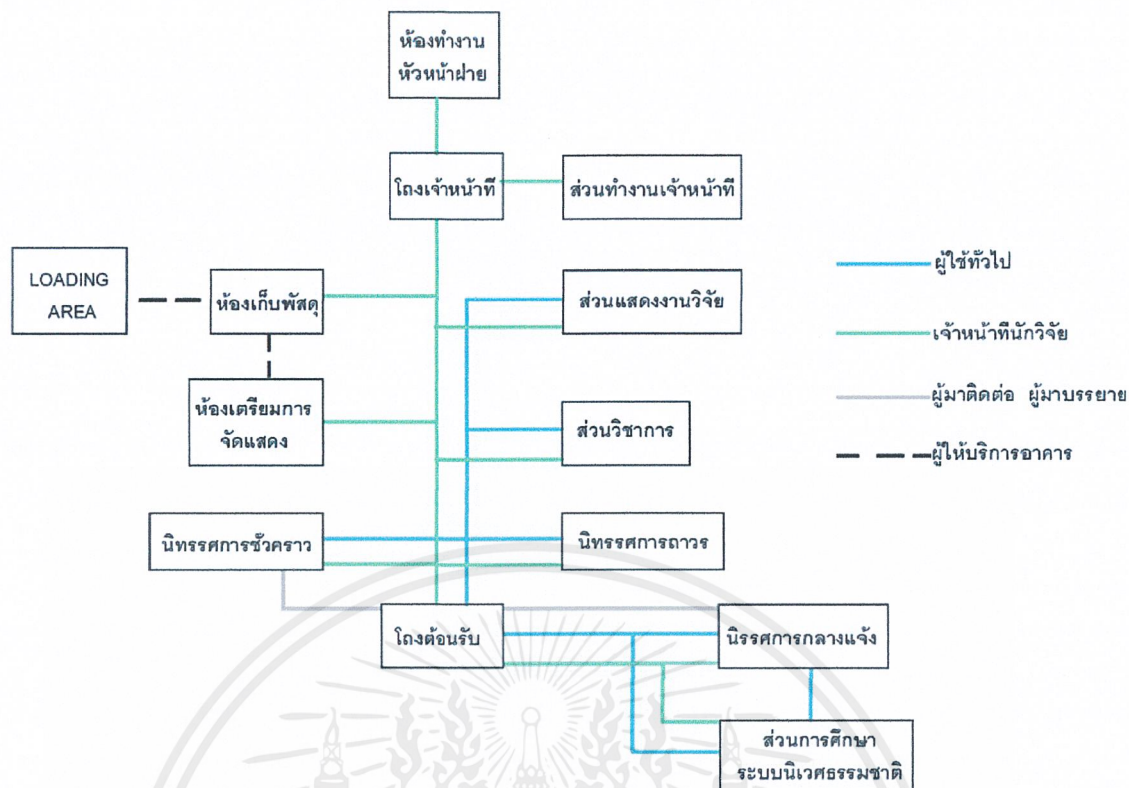 ห้องทำงาน
หัวหน้าฝ่าย
โถงเจ้าหน้าที่
ส่วนทำงานเจ้าหน้าที่
LOADING
AREA
ห้องเก็บพัสดุ
ส่วนแสดงงานวิจัย
ผู้ใช้ทั่วไป
เจ้าหน้าที่นักวิจัย
ห้องเตรียมการ
จัดแสดง
ส่วนวิชาการ
ผู้มาติดต่อ ผู้มาบรรยาย
ผู้ให้บริการอาคาร
นิทรรศการชั่วคราว
นิทรรศการถาวร
โถงต้อนรับ
นิรรศการกลางแจ้ง
ส่วนการศึกษา
ระบบนิเวศธรรมชาติ